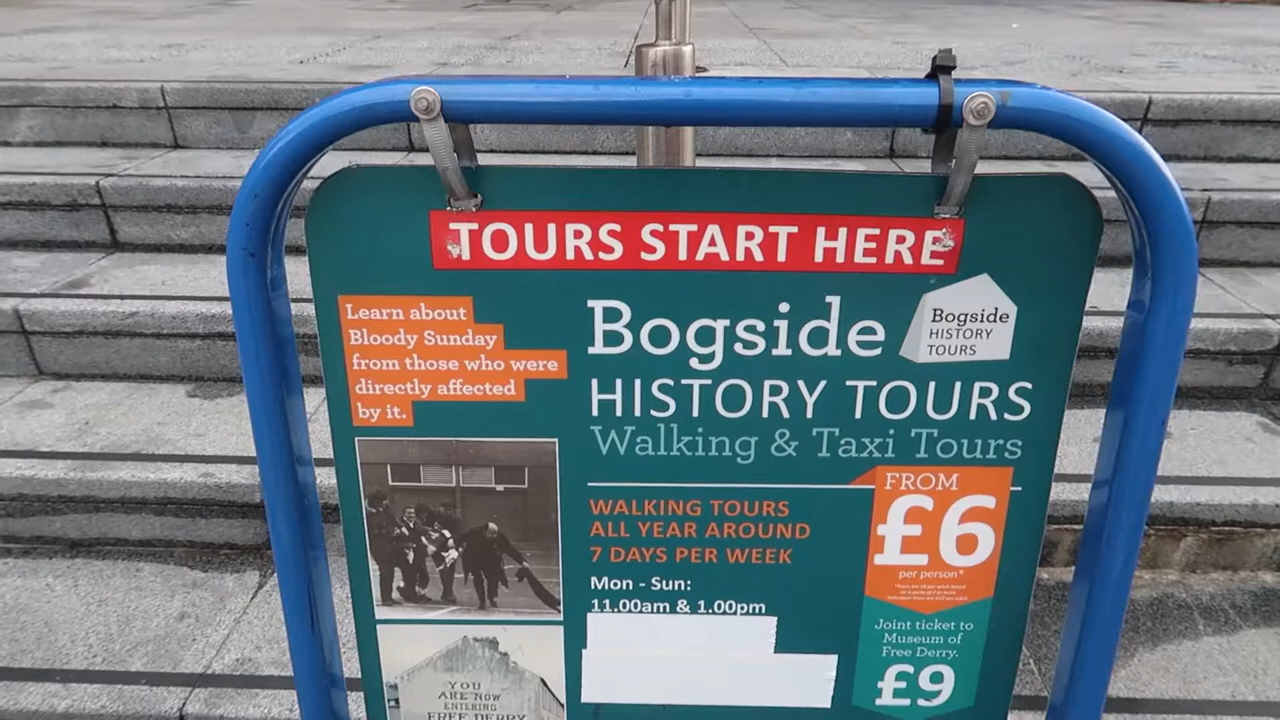 TOURS START HERE
Learn about
Bloody Sunday
from those who were
directly affected
by it.
Bogside
HISTORY TOURS
Walking & Taxi Tours
Bogside
HISTORY
TOURS
WALKING TOURS
ALL YEAR AROUND
7 DAYS PER WEEK
Mon - Sun:
11.00am & 1.00pm
FROM
£6
per person*
Joint ticket to
Museum of
Free Derry.
£9
YOU
ARE NOW
ENTERING
FREE DERRY